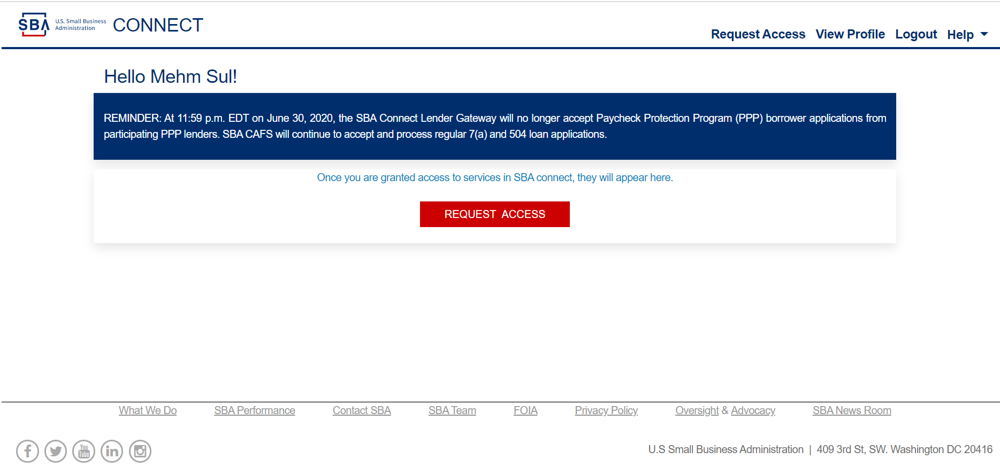 SBA U.S. Small Business
Administration
CONNECT
Request Access View Profile Logout Help
Hello Mehm Sul!
REMINDER: At 11:59 p.m. EDT on June 30, 2020, the SBA Connect Lender Gateway will no longer accept Paycheck Protection Program (PPP) borrower applications from
participating PPP lenders. SBA CAFS will continue to accept and process regular 7(a) and 504 loan applications.
Once you are granted access to services in SBA connect, they will appear here.
REQUEST ACCESS
What We Do SBA Performance Contact SBA SBA Team FOIA Privacy Policy Oversight & Advocacy SBA News Room
You
Tube
in
U.S Small Business Administration | 409 3rd St, SW. Washington DC 20416